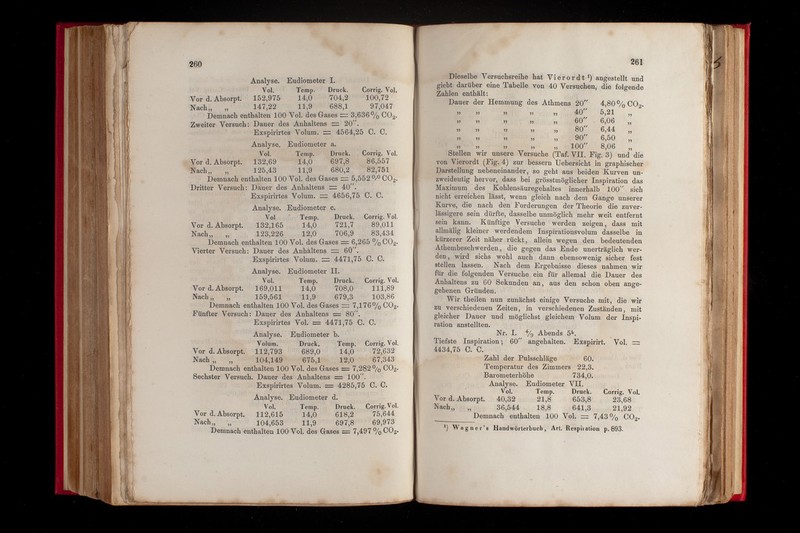 260
Analyse. Eudiometer I.
Vol. Temp. Druck. Corrig. Vol.
Vor d. Absorpt. 152,975 14,0 704,2 100,72
Nach „ „ 147,22 11,9 688,1 97,047
Demnach enthalten 100 Vol. des Gases = 3,636% CO2.
Zweiter Versuch: Dauer des Anhaltens = 20″.
Exspirirtes Volum. = 4564,25 C. C.
Analyse. Eudiometer a.
Vol. Temp. Druck. Corrig. Vol.
Vor d. Absorpt. 132,69 14,0 697,8 86,557
Nach „ „ 125,43 11,9 680,2 82,751
Demnach enthalten 100 Vol. des Gases = 5,552% CO2.
Dritter Versuch: Dauer des Anhaltens = 40″.
Exspirirtes Volum. = 4656,75 C. C.
Analyse. Eudiometer c.
Vol Temp. Druck. Corrig. Vol.
Vor d. Absorpt. 132,165 14,0 721,7 89,011
Nach „ „ 123,226 12,0 706,9 83,434
Demnach enthalten 100 Vol. des Gases = 6,265 % CO2.
Vierter Versuch: Dauer des Anhaltens = 60″.
Exspirirtes Volum. = 4471,75 C. C.
Analyse. Eudiometer II.
Vol. Temp. Druck. Corrig. Vol.
Vor d. Absorpt. 169,011 14,0 708,0 111,89
Nach „ „ 159,561 11,9 679,3 103,86
Demnach enthalten 100 Vol. des Gases = 7,176% CO2.
Fünfter Versuch: Dauer des Anhaltens = 80″.
Exspirirtes Vol. = 4471,75 C. C.
Analyse. Eudiometer b.
Volum. Druck. Temp. Corrig. Vol.
Vor d. Absorpt. 112,793 689,0 14,0 72,632
Nach „ „ 104,149 675,1 12,0 67,343
Demnach enthalten 100 Vol. des Gases = 7,282% CO2.
Sechster Versuch. Dauer des Anhaltens = 100″.
Exspirirtes Volum. = 4285,75 C. C.
Analyse. Eudiometer d.
Vol. Temp. Druck. Corrig. Vol.
Vor d. Absorpt. 112,615 14,0 618,2 75,644
Nach „ „ 104,653 11,9 697,8 69,973
Demnach enthalten 100 Vol. des Gases = 7,497 % CO2.
261
Dieselbe Versuchsreihe hat Vierordt ¹) angestellt und
giebt darüber eine Tabelle von 40 Versuchen, die folgende
Zahlen enthält:
Dauer der Hemmung des Athmens 20″ 4,80% CO2.
„ „ „ „ „ 40″ 5,21 „
„ „ „ „ „ 60″ 6,06 „
„ „ „ „ „ 80″ 6,44 „
„ „ „ „ „ 90″ 6,50 „
„ „ „ „ „ 100″ 8,06 „
Stellen wir unsere Versuche (Taf. VII. Fig. 3) und die
von Vierordt (Fig. 4) zur bessern Uebersicht in graphischer
Darstellung nebeneinander, so geht aus beiden Kurven un-
zweideutig hervor, dass bei grösstmöglicher Inspiration das
Maximum des Kohlensäuregehaltes innerhalb 100″ sich
nicht erreichen lässt, wenn gleich nach dem Gange unserer
Kurve, die nach den Forderungen der Theorie die zuver-
lässigere sein dürfte, dasselbe unmöglich mehr weit entfernt
sein kann. Künftige Versuche werden zeigen, dass mit
allmälig kleiner werdendem Inspirationsvolum dasselbe in
kürzerer Zeit näher rückt, allein wegen den bedeutenden
Athembeschwerden, die gegen das Ende unerträglich wer-
den, wird sichs wohl auch dann ebensowenig sicher fest
stellen lassen. Nach dem Ergebnisse dieses nahmen wir
für die folgenden Versuche ein für allemal die Dauer des
Anhaltens zu 60 Sekunden an, aus den schon oben ange-
gebenen Gründen.
Wir theilen nun zunächst einige Versuche mit, die wir
zu verschiedenen Zeiten, in verschiedenen Zuständen, mit
gleicher Dauer und möglichst gleichem Volum der Inspi-
ration anstellten.
Nr. I. ⁴/₉ Abends 5ʰ.
Tiefste Inspiration; 60″ angehalten. Exspirirt. Vol. =
4434,75 C. C.
Zahl der Pulsschläge 60.
Temperatur des Zimmers 22,3.
Barometerhöhe 734,0.
Analyse. Eudiometer VII.
Vol. Temp. Druck. Corrig. Vol.
Vor d. Absorpt. 40,32 21,8 653,8 23,68
Nach „ „ 36,544 18,8 641,3 21,92
Demnach enthalten 100 Vol. = 7,43% CO2.
¹) Wagner's Handwörterbuch, Art. Respiration p. 893.